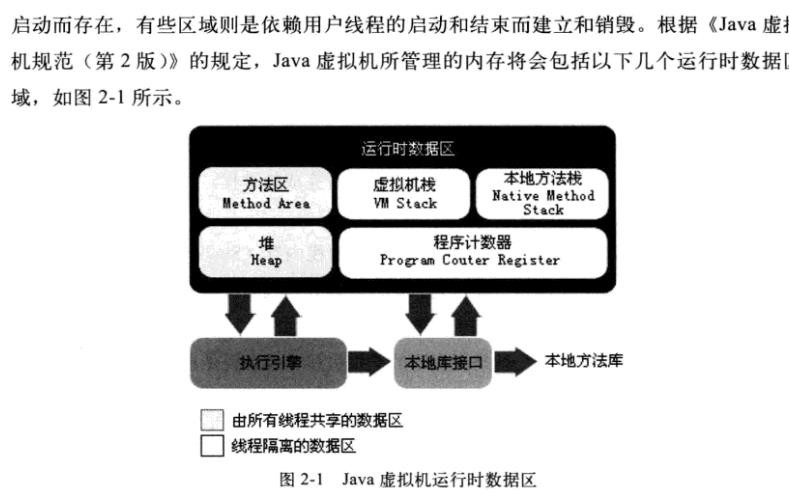 启动而存在，有些区域则是依赖用户线程的启动和结束而建立和销毁。根据《Java 虚拟
机规范（第 2 版）》的规定，Java 虚拟机所管理的内存将会包括以下几个运行时数据区
域，如图 2-1 所示。
运行时数据区
方法区
Method Area
虚拟机栈
VM Stack
本地方法栈
Native Method
Stack
堆
Heap
程序计数器
Program Couter Register
执行引擎
本地库接口
本地方法库
由所有线程共享的数据区
线程隔离的数据区
图 2-1 Java 虚拟机运行时数据区